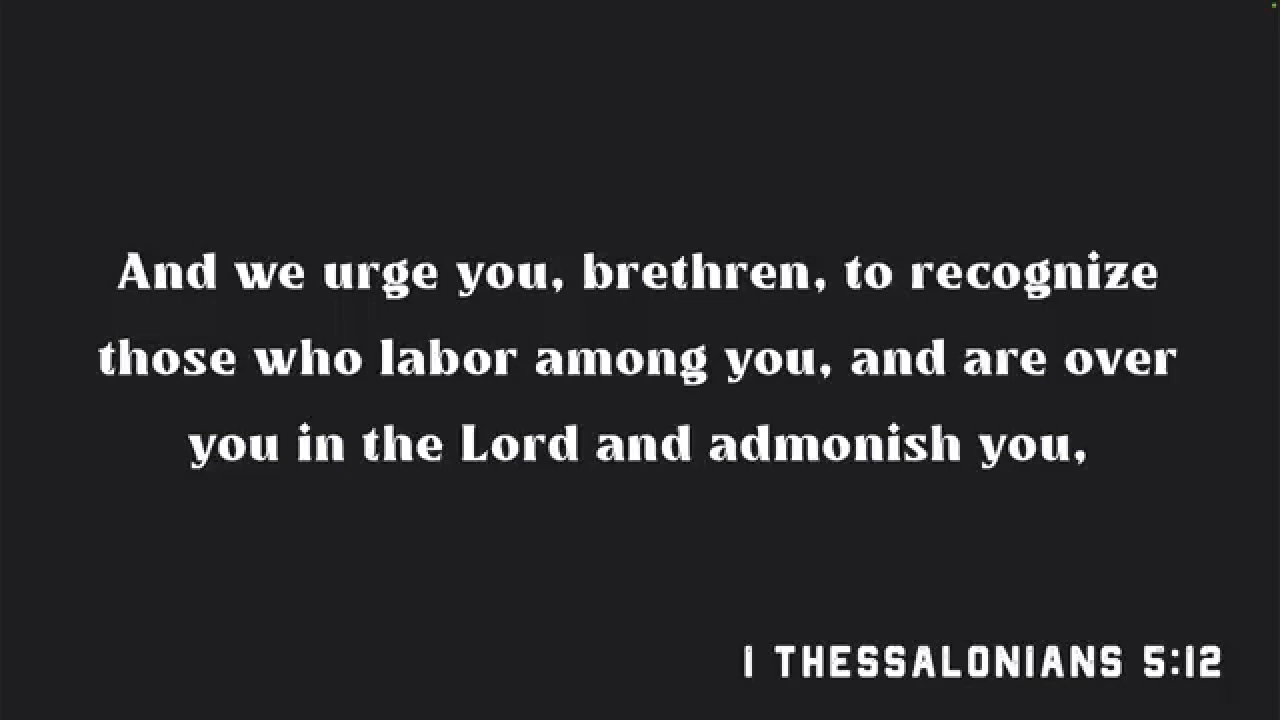 And we urge you, brethren, to recognize
those who labor among you, and are over
you in the Lord and admonish you,
1 THESSALONIANS 5:12